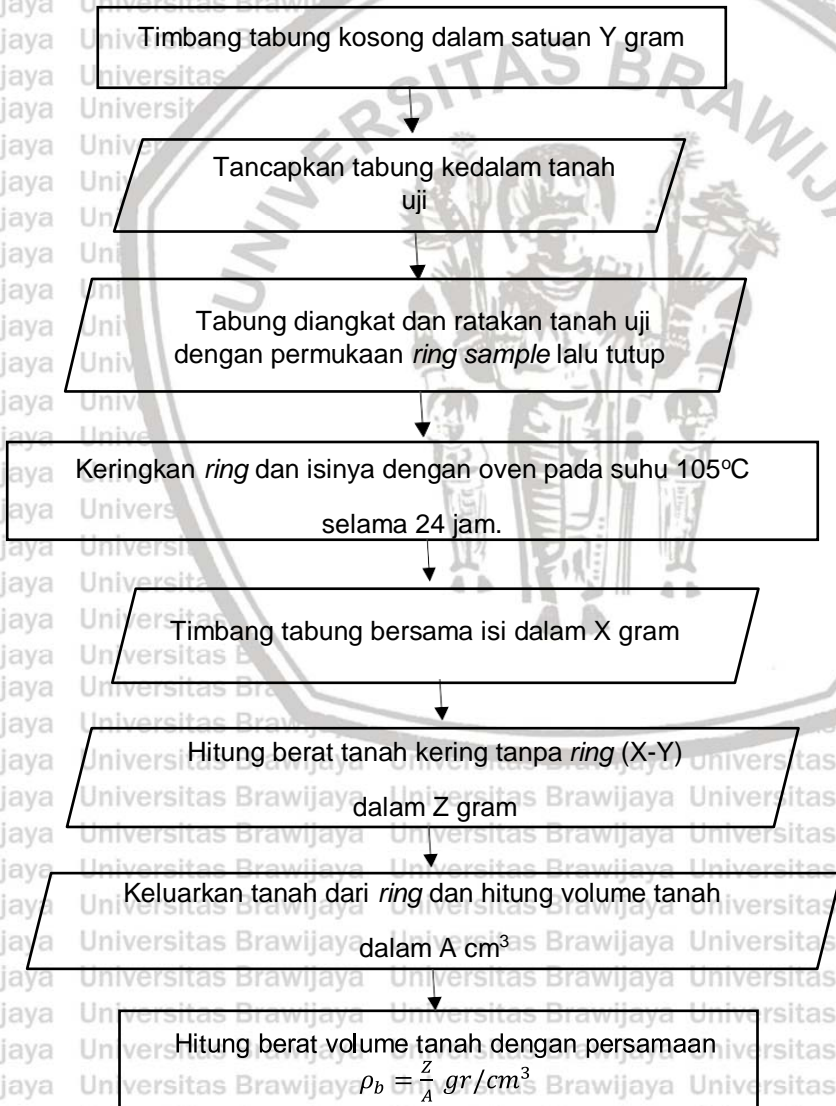 Timbang tabung kosong dalam satuan Y gram
Tancapkan tabung kedalam tanah
uji
Tabung diangkat dan ratakan tanah uji
dengan permukaan ring sample lalu tutup
Keringkan ring dan isinya dengan oven pada suhu 105°C
selama 24 jam.
Timbang tabung bersama isi dalam X gram
Hitung berat tanah kering tanpa ring (X-Y)
dalam Z gram
Keluarkan tanah dari ring dan hitung volume tanah
dalam A cm³
Hitung berat volume tanah dengan persamaan
ρ_b = Z/A gr/cm³
UNIVERSITAS BRAWIJ